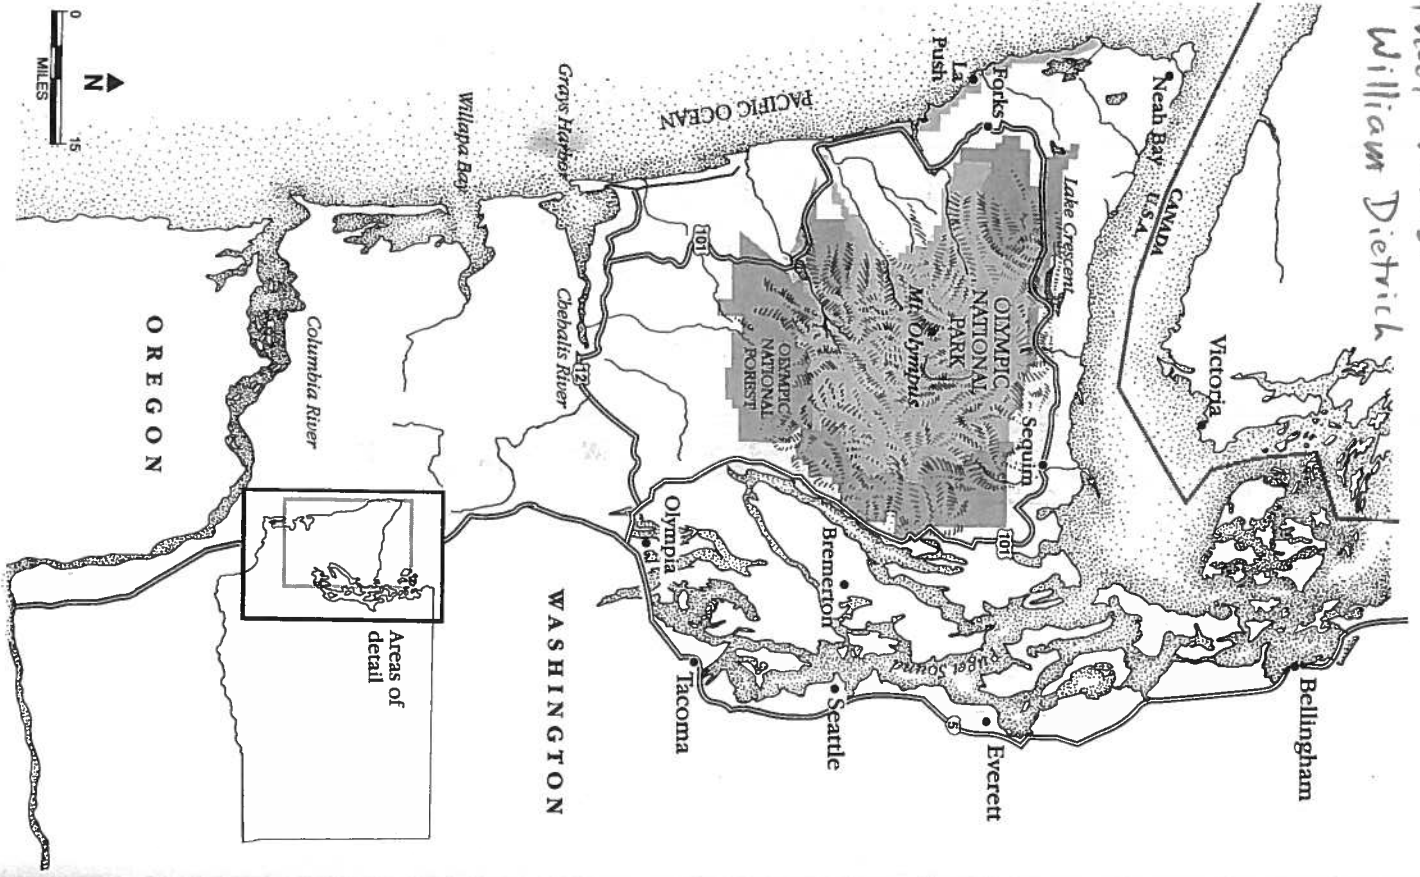 William Dietrich
CANADA
U.S.A.
Victoria
Neah Bay
Lake Crescent
Forks
La
Push
Sequim
Bellingham
OLYMPIC
NATIONAL
PARK
Mt. Olympus
101
PACIFIC OCEAN
Everett
5
Puget Sound
Bremerton
Seattle
OLYMPIC
NATIONAL
FOREST
101
Tacoma
Olympia
Grays Harbor
Chehalis River
12
WASHINGTON
Willapa Bay
Areas of
detail
Columbia River
OREGON
N
0 15
MILES